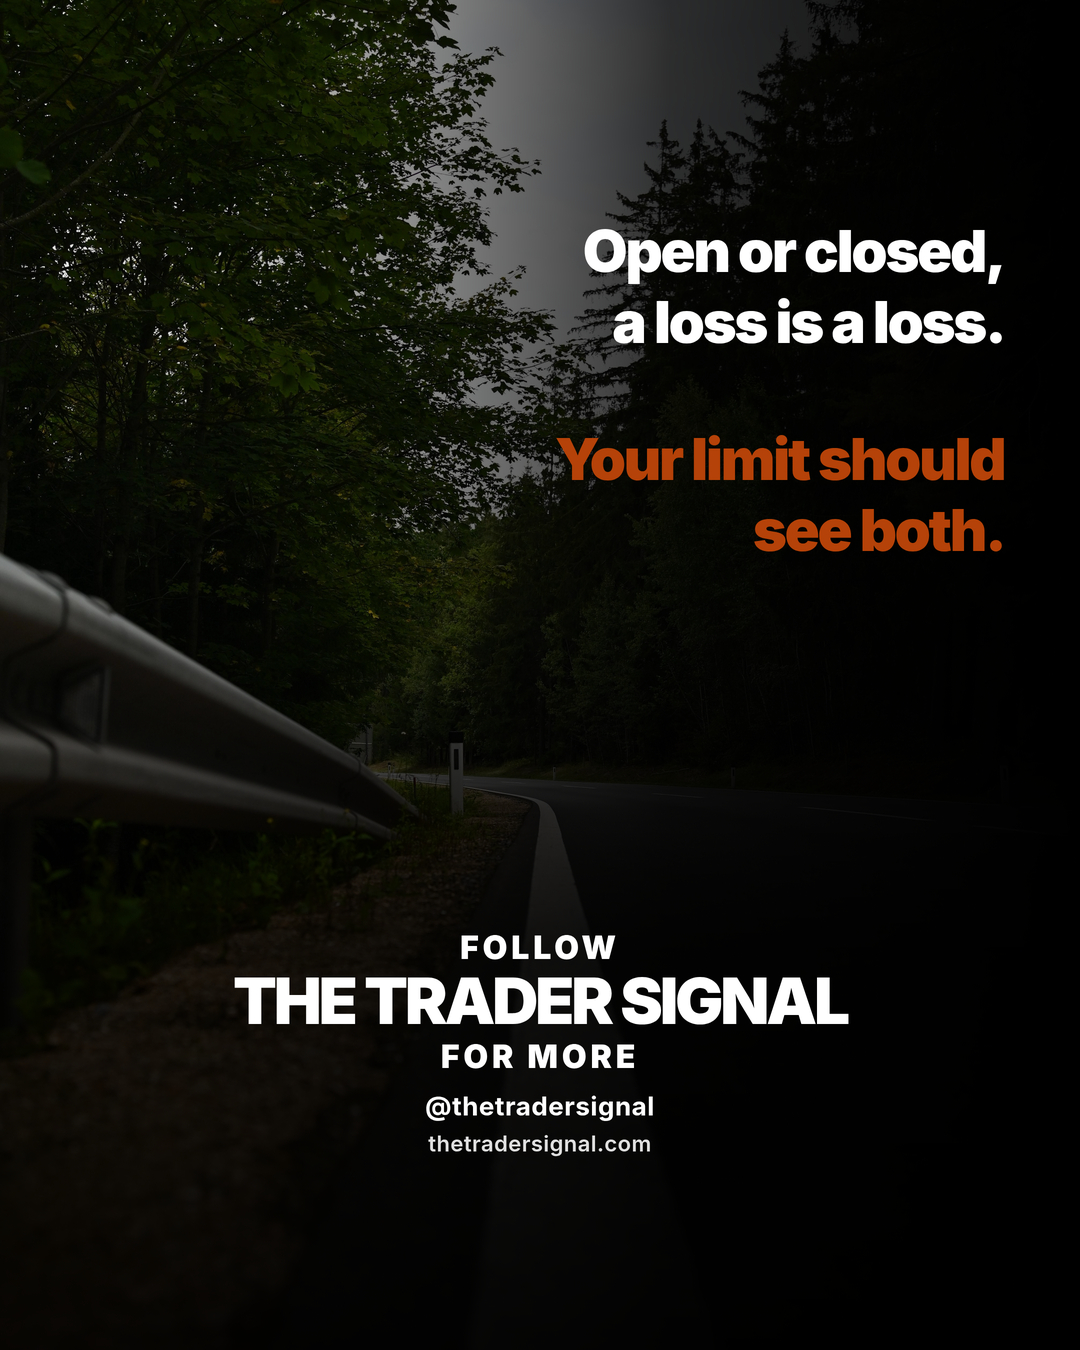 Open or closed,
a loss is a loss.
Your limit should
see both.
FOLLOW
THE TRADER SIGNAL
FOR MORE
@thetradersignal
thetradersignal.com